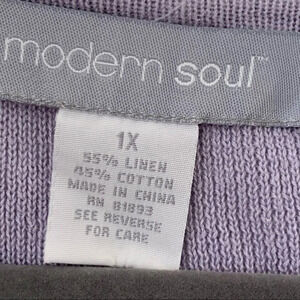 modern soul™
1X
55% LINEN
45% COTTON
MADE IN CHINA
RN 81893
SEE REVERSE
FOR CARE